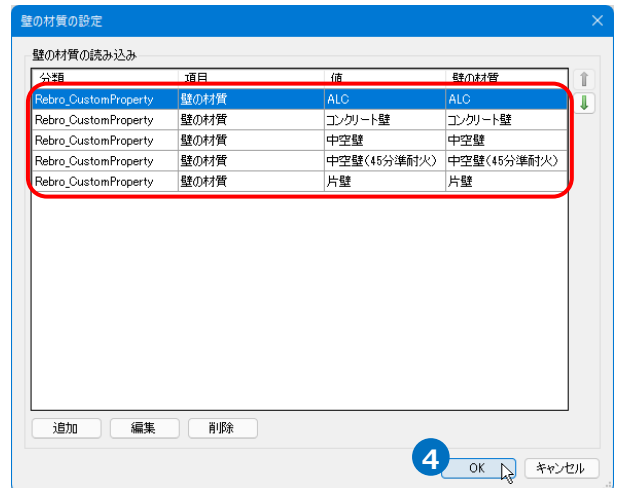 壁の材質の設定
壁の材質の読み込み
分類 項目 値 壁の材質
Rebro_CustomProperty 壁の材質 ALC ALC
Rebro_CustomProperty 壁の材質 コンクリート壁 コンクリート壁
Rebro_CustomProperty 壁の材質 中空壁 中空壁
Rebro_CustomProperty 壁の材質 中空壁(45分準耐火) 中空壁(45分準耐火)
Rebro_CustomProperty 壁の材質 片壁 片壁
追加 編集 削除
4 OK キャンセル